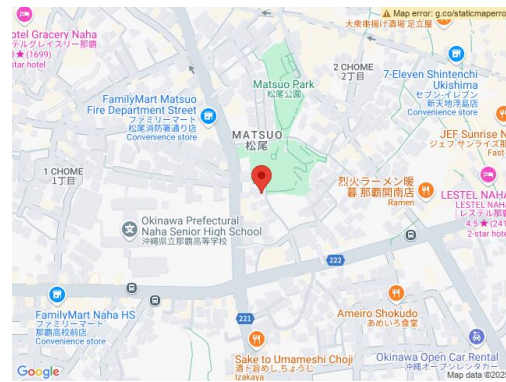 Map error: g.co/staticmaperro
otel Gracery Naha
テルグレイスリー那覇
(1699)
star hotel
大衆串揚げ酒場 足立屋
2 CHOME
2丁目
Matsuo Park
松尾公園
7-Eleven Shintenchi
Ukishima
セブン-イレブン
新天地浮島店
Convenience store
FamilyMart Matsuo
Fire Department Street
ファミリーマート
松尾消防署通り店
Convenience store
MATSUO
松尾
JEF Sunrise N
ジェフ サンライズ那
Fast
1 CHOME
1丁目
烈火ラーメン暖
暮 那覇開南店
Ramen
LESTEL NAHA
LESTEL NAH
レステル那覇
4.5
(241
2-star hotel
Okinawa Prefectural
Naha Senior High School
沖縄県立那覇高等学校
222
221
FamilyMart Naha HS
ファミリーマート
那覇高校前店
Convenience store
Ameiro Shokudo
あめいろ食堂
Sake to Umameshi Choji
酒ト旨めし ちょうじ
Izakaya
Okinawa Open Car Rental
沖縄オープンレンタカー
Google
Map data ©202